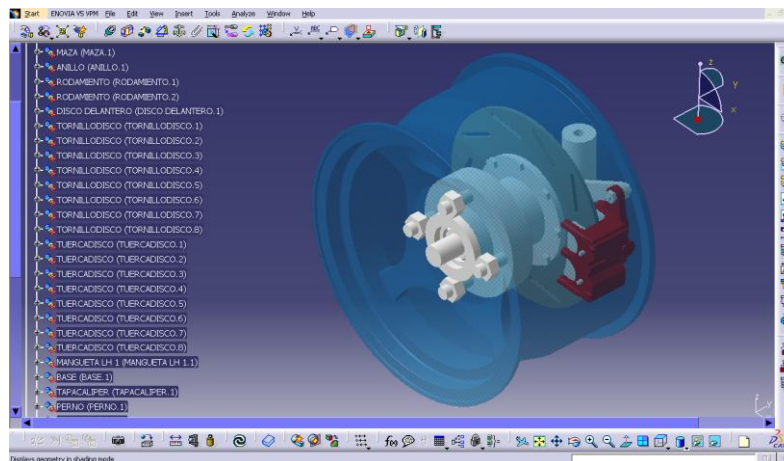 Start ENOVIA V5 VPM File Edit View Insert Tools Analyze Window Help
MAZA (MAZA.1)
ANILLO (ANILLO.1)
RODAMIENTO (RODAMIENTO.1)
RODAMIENTO (RODAMIENTO.2)
DISCO DELANTERO (DISCO DELANTERO.1)
TORNILLODISCO (TORNILLODISCO.1)
TORNILLODISCO (TORNILLODISCO.2)
TORNILLODISCO (TORNILLODISCO.3)
TORNILLODISCO (TORNILLODISCO.4)
TORNILLODISCO (TORNILLODISCO.5)
TORNILLODISCO (TORNILLODISCO.6)
TORNILLODISCO (TORNILLODISCO.7)
TORNILLODISCO (TORNILLODISCO.8)
TUERCADISCO (TUERCADISCO.1)
TUERCADISCO (TUERCADISCO.2)
TUERCADISCO (TUERCADISCO.3)
TUERCADISCO (TUERCADISCO.4)
TUERCADISCO (TUERCADISCO.5)
TUERCADISCO (TUERCADISCO.6)
TUERCADISCO (TUERCADISCO.7)
TUERCADISCO (TUERCADISCO.8)
MANGUETA LH 1 (MANGUETA LH 1.1)
BASE (BASE.1)
TAPACALIPER (TAPACALIPER.1)
PERNO (PERNO.1)
z
y
x
Displays geometry in shading mode